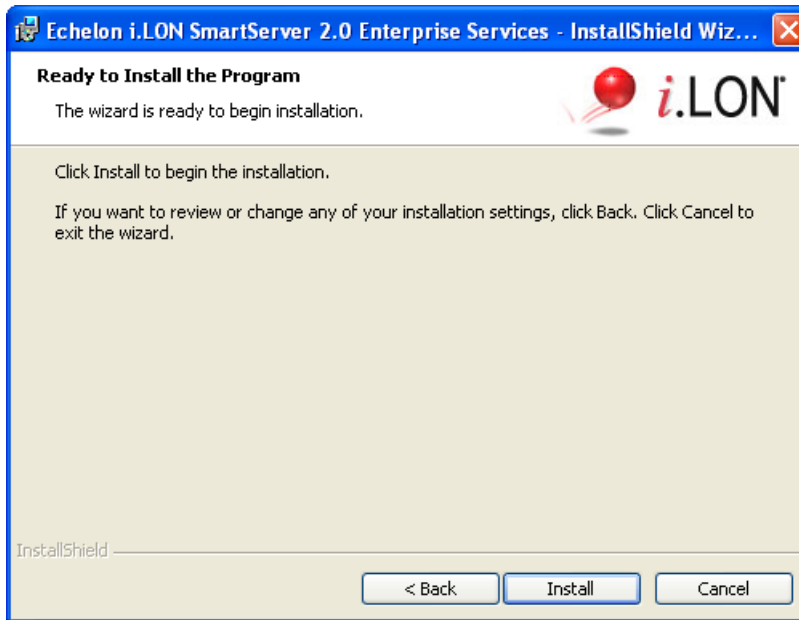 Echelon i.LON SmartServer 2.0 Enterprise Services - InstallShield Wiz...
Ready to Install the Program
The wizard is ready to begin installation.
i.LON
Click Install to begin the installation.
If you want to review or change any of your installation settings, click Back. Click Cancel to
exit the wizard.
InstallShield
< Back
Install
Cancel